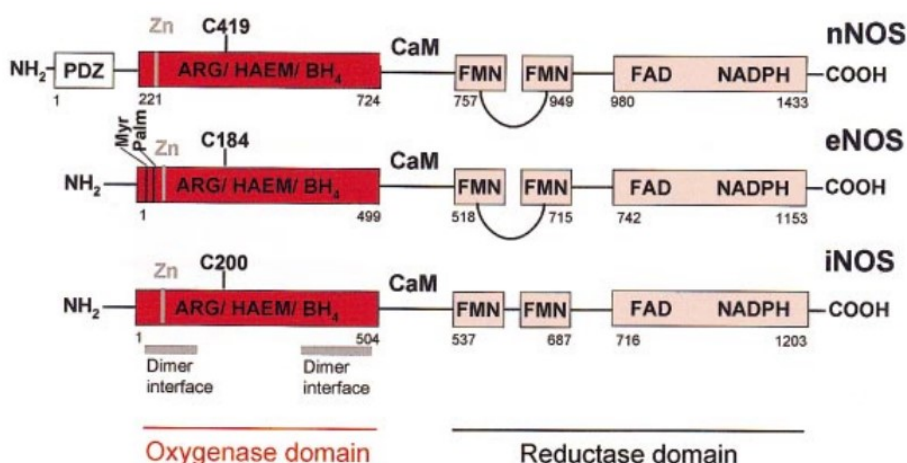 nNOS
Zn C419 CaM
NH2 PDZ ARG/ HAEM/ BH4 FMN FMN FAD NADPH COOH
1 221 724 757 949 980 1433
eNOS
Myr Palm Zn C184 CaM
NH2 ARG/ HAEM/ BH4 FMN FMN FAD NADPH COOH
1 499 518 715 742 1153
iNOS
Zn C200 CaM
NH2 ARG/ HAEM/ BH4 FMN FMN FAD NADPH COOH
1 504 537 687 716 1203
Dimer Dimer
interface interface
Oxygenase domain Reductase domain